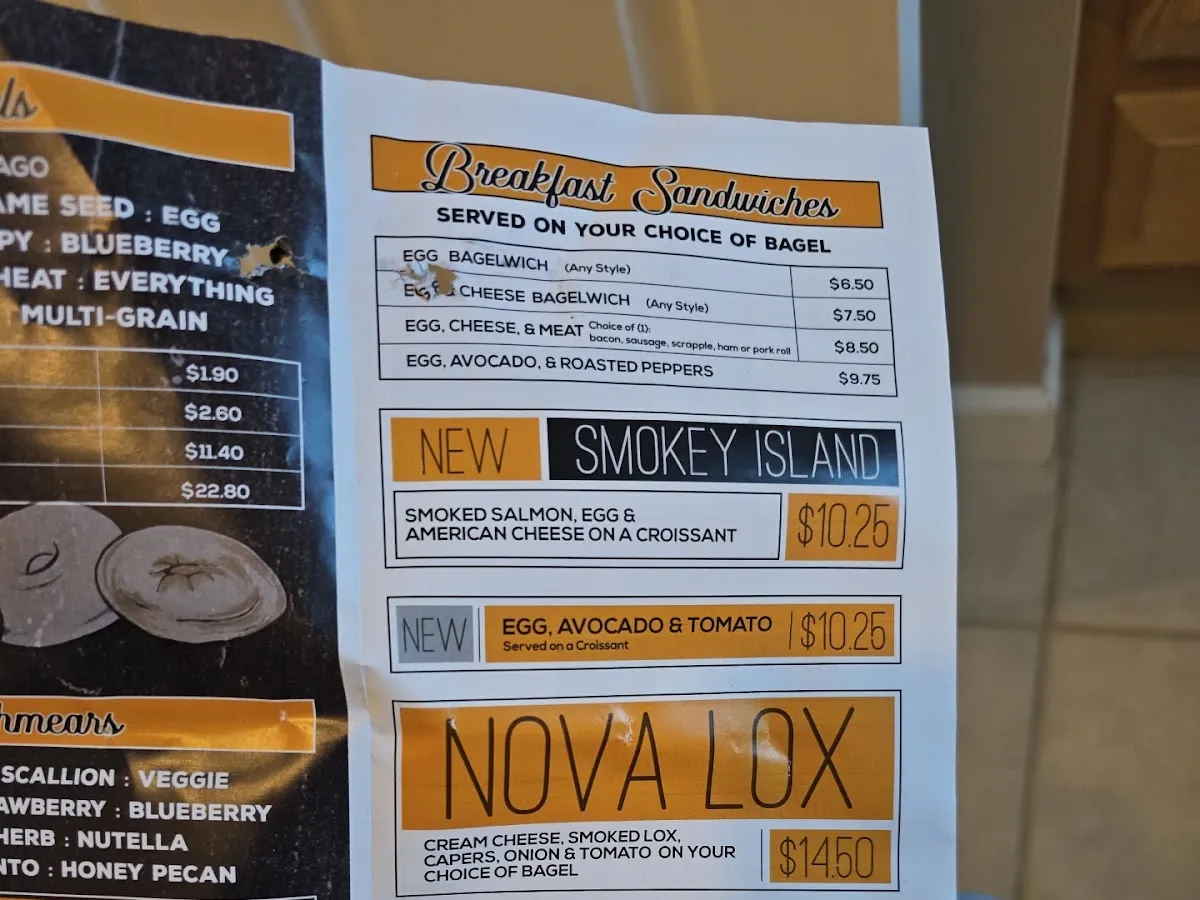 ls
AGO
AME SEED : EGG
PY : BLUEBERRY
HEAT : EVERYTHING
MULTI-GRAIN
$1.90
$2.60
$11.40
$22.80
hmears
SCALLION : VEGGIE
AWBERRY : BLUEBERRY
HERB : NUTELLA
NTO : HONEY PECAN
Breakfast Sandwiches
SERVED ON YOUR CHOICE OF BAGEL
EGG BAGELWICH (Any Style) $6.50
CHEESE BAGELWICH (Any Style) $7.50
EGG, CHEESE, & MEAT Choice of (1):
bacon, sausage, scrapple, ham or pork roll $8.50
EGG, AVOCADO, & ROASTED PEPPERS $9.75
NEW SMOKEY ISLAND
SMOKED SALMON, EGG &
AMERICAN CHEESE ON A CROISSANT $10.25
NEW EGG, AVOCADO & TOMATO $10.25
Served on a Croissant
NOVA LOX
CREAM CHEESE, SMOKED LOX,
CAPERS, ONION & TOMATO ON YOUR
CHOICE OF BAGEL $14.50